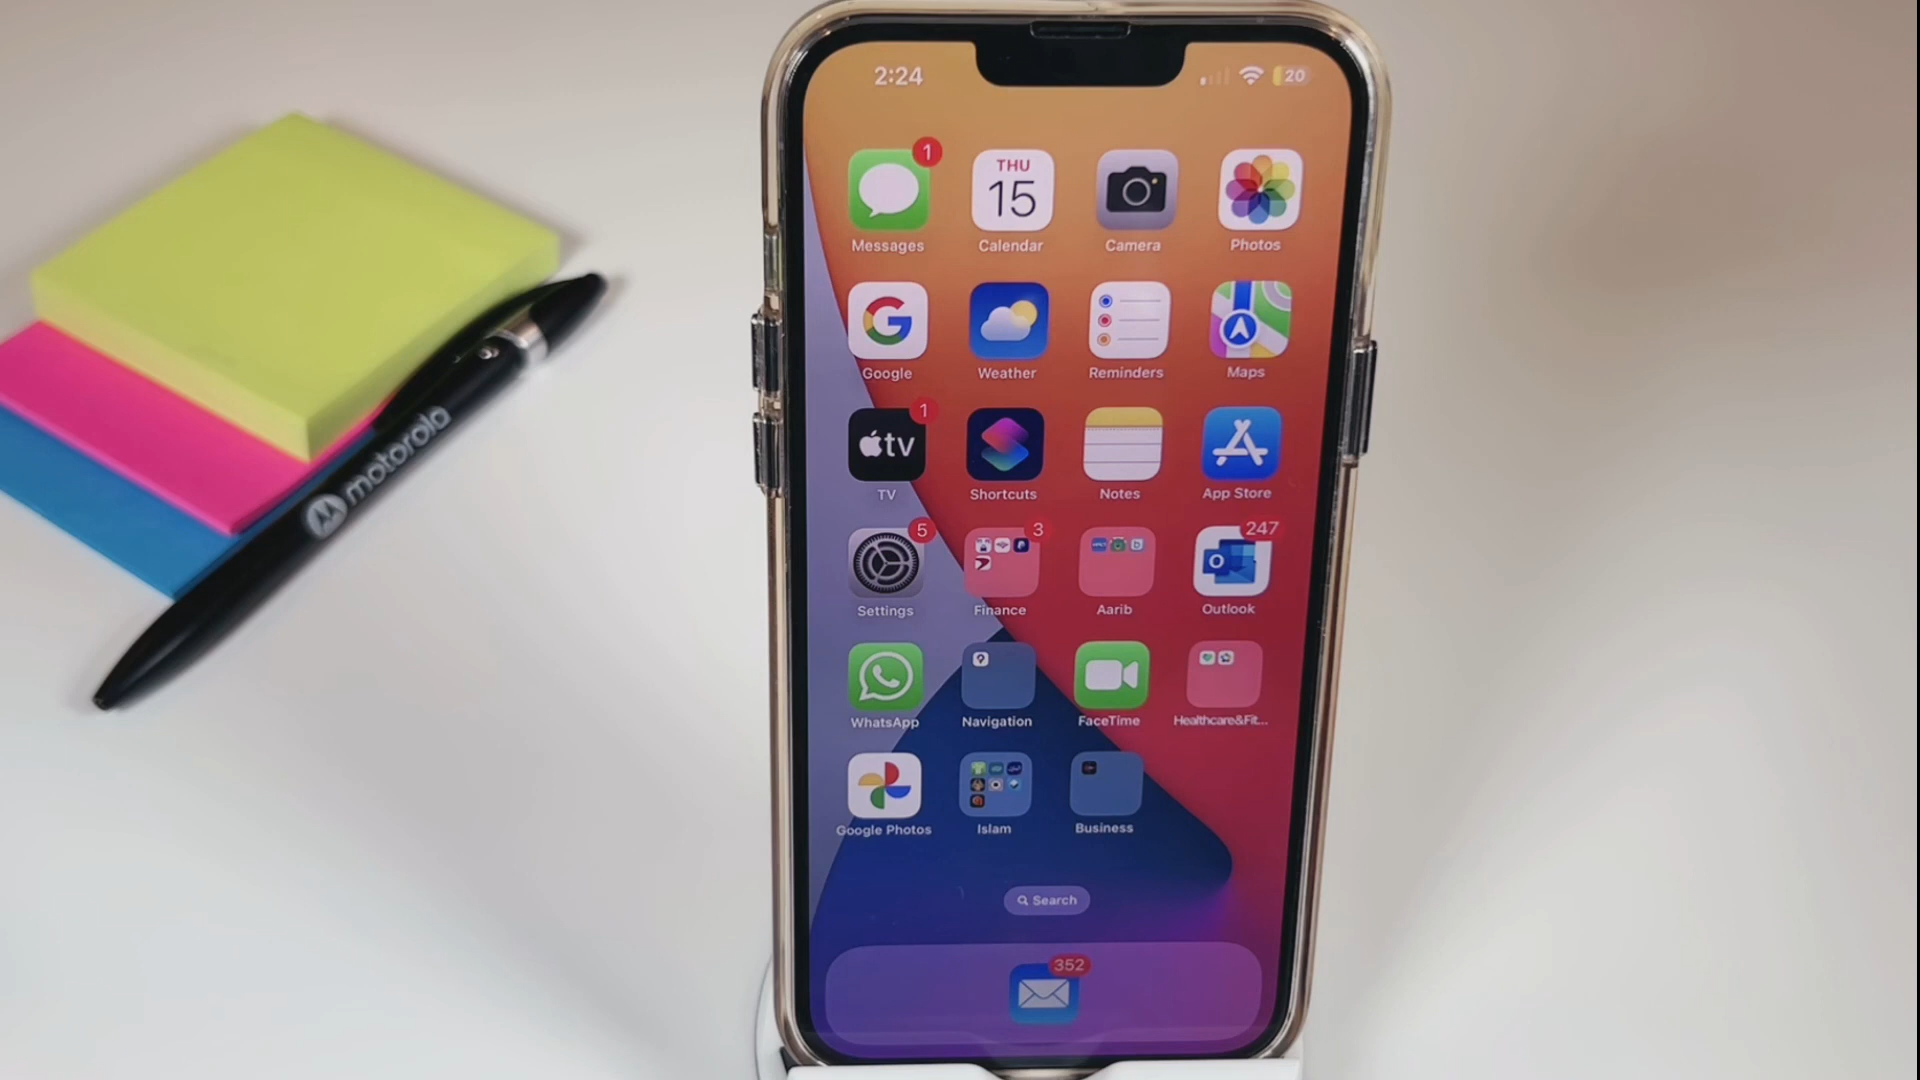 2:24
20
1
THU
15
Messages
Calendar
Camera
Photos
Google
Weather
Reminders
Maps
1
tv
TV
Shortcuts
Notes
App Store
5
3
247
Settings
Finance
Aarib
Outlook
WhatsApp
Navigation
FaceTime
Healthcare&Fit...
Google Photos
Islam
Business
Search
352
motorola